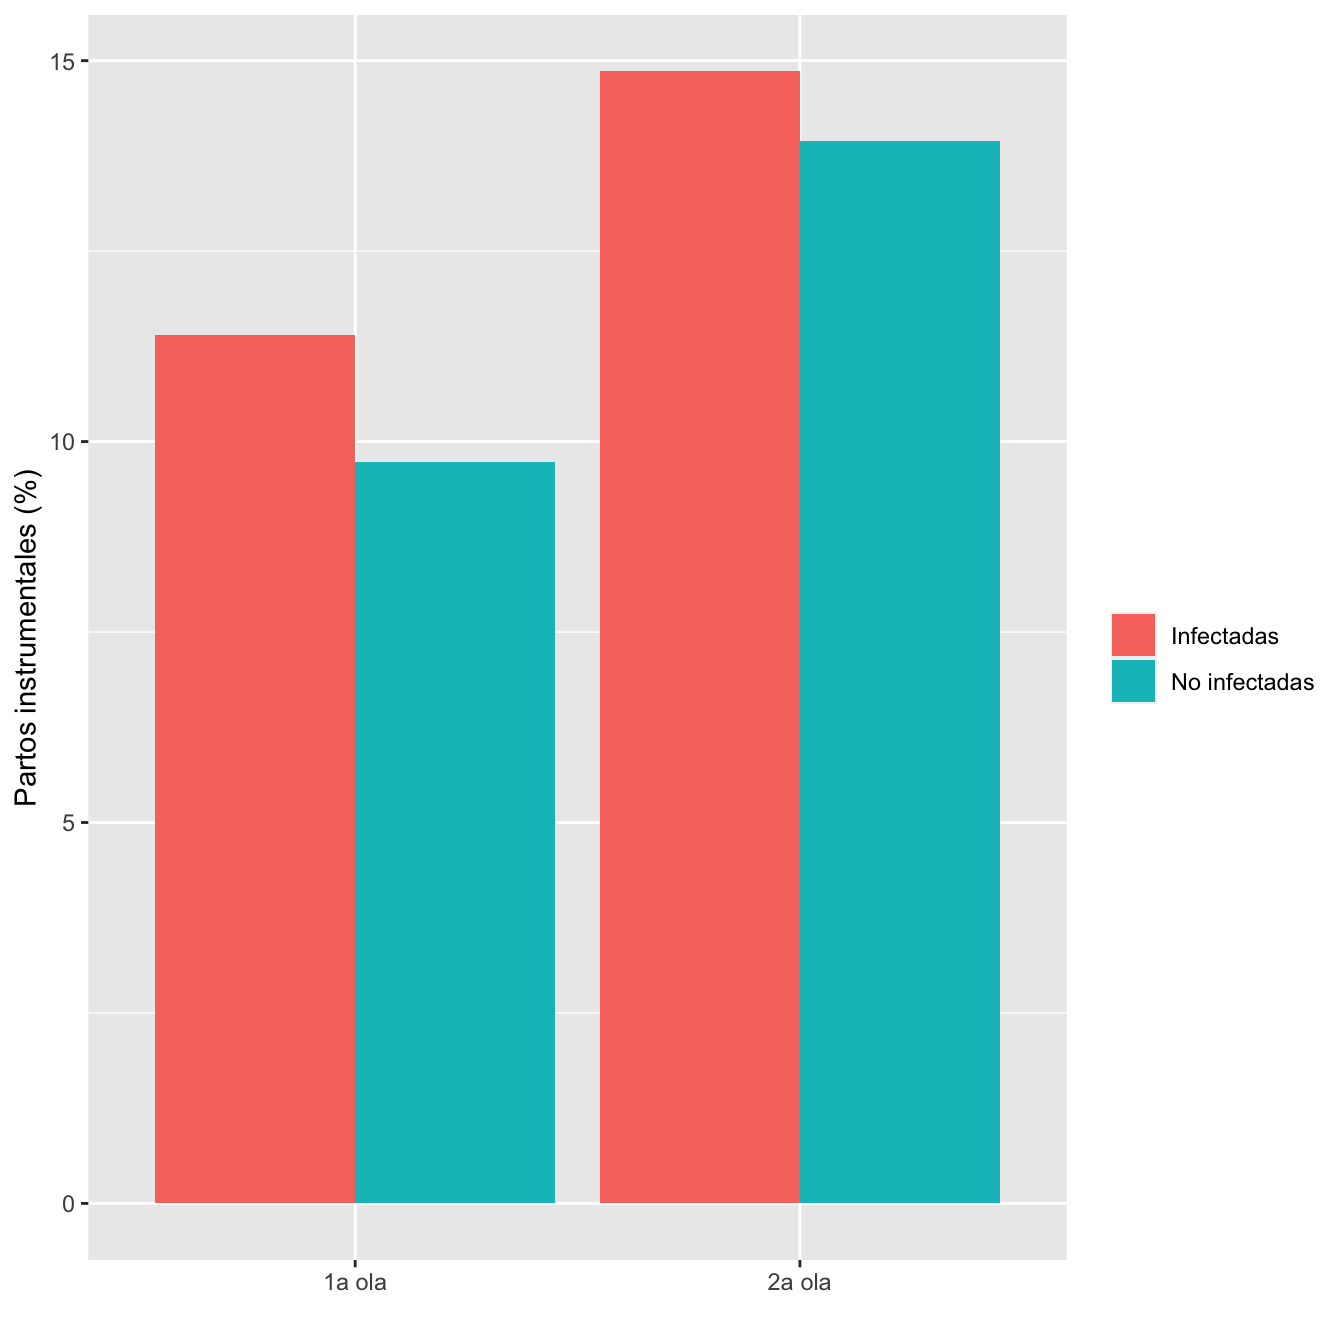 Partos instrumentales (%)
15
10
5
0
1a ola
2a ola
Infectadas
No infectadas